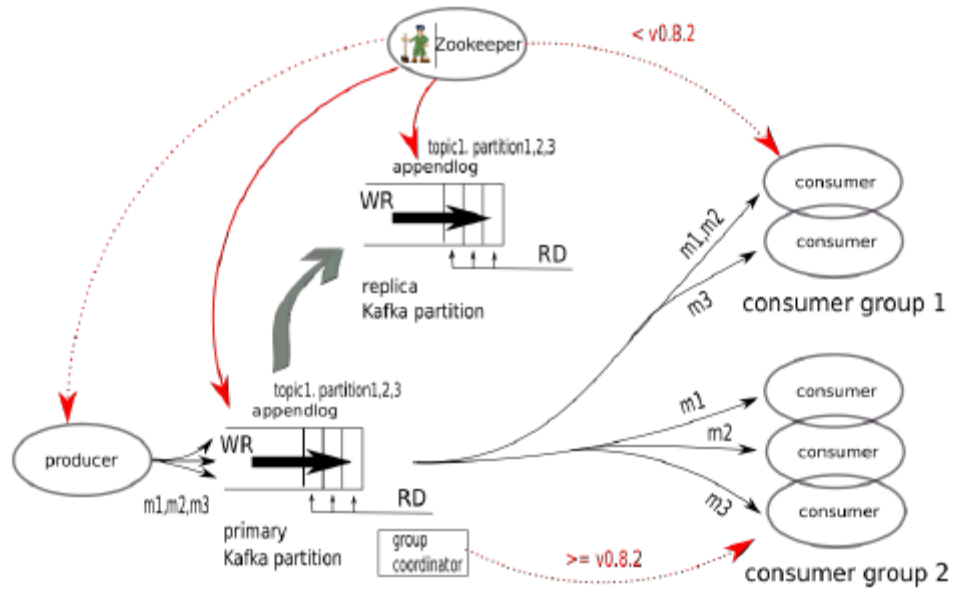 Zookeeper
< v0.8.2
topic1. partition1,2,3
appendlog
WR
RD
replica
Kafka partition
consumer
consumer
m1,m2
m3
consumer group 1
topic1. partition1,2,3
appendlog
producer
WR
m1,m2,m3
RD
primary
Kafka partition
group
coordinator
>= v0.8.2
m1
m2
m3
consumer
consumer
consumer
consumer group 2